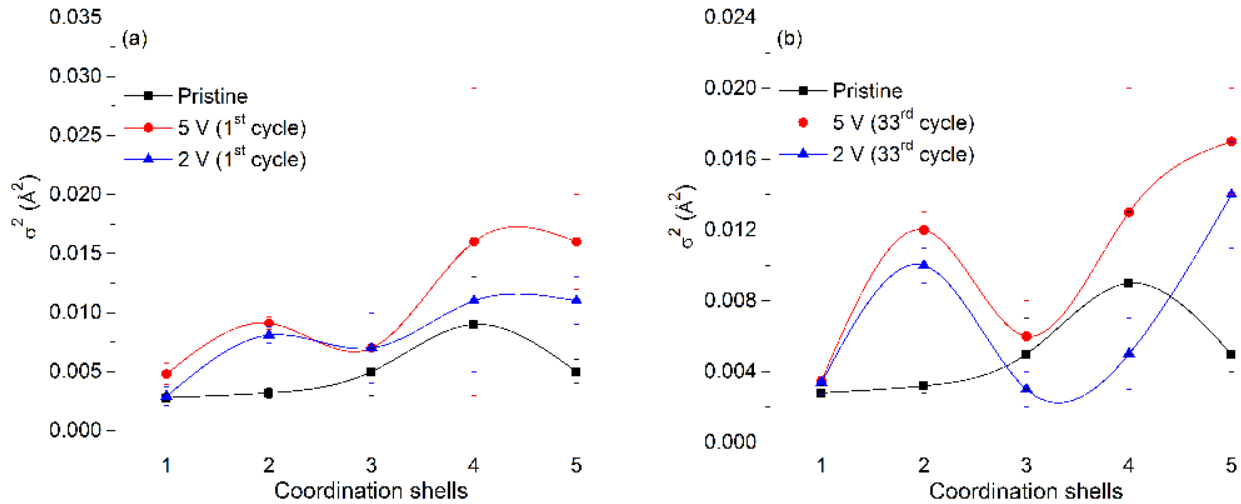 (a)
0.035
0.030
0.025
0.020
0.015
0.010
0.005
0.000
σ² (Å²)
Pristine
5 V (1st cycle)
2 V (1st cycle)
1 2 3 4 5
Coordination shells
(b)
0.024
0.020
0.016
0.012
0.008
0.004
0.000
σ² (Å²)
Pristine
5 V (33rd cycle)
2 V (33rd cycle)
1 2 3 4 5
Coordination shells